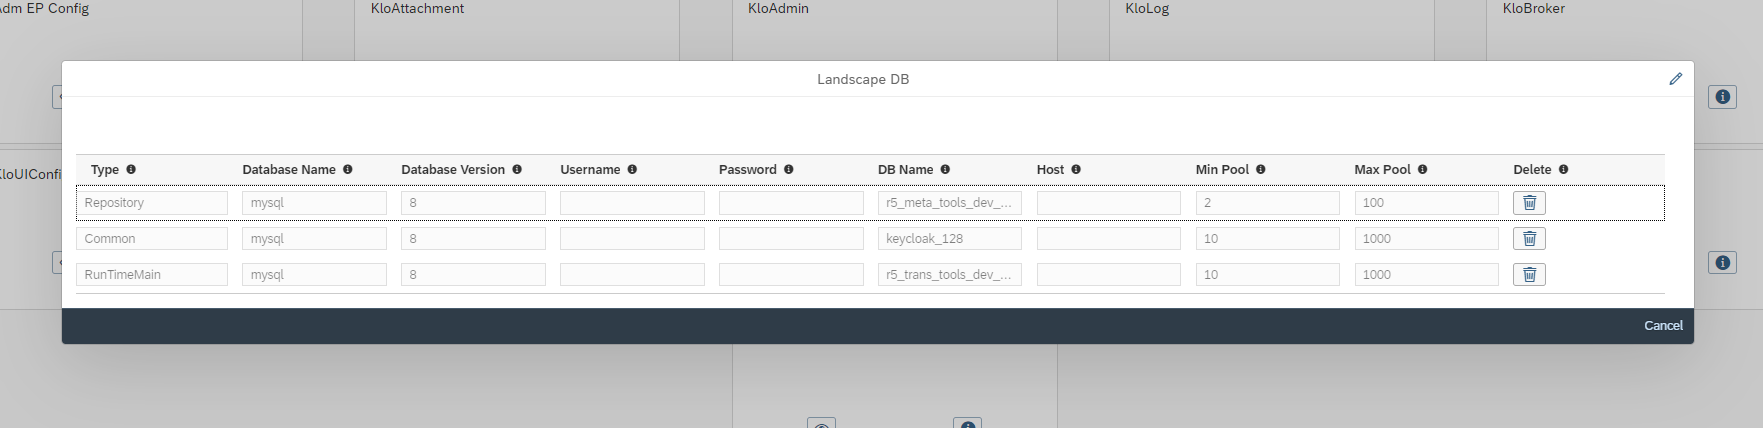 Adm EP Config KloAttachment KloAdmin KloLog KloBroker
Landscape DB
Type Database Name Database Version Username Password DB Name Host Min Pool Max Pool Delete
Repository mysql 8 r5_meta_tools_dev_... 2 100
Common mysql 8 keycloak_128 10 1000
RunTimeMain mysql 8 r5_trans_tools_dev_... 10 1000
Cancel